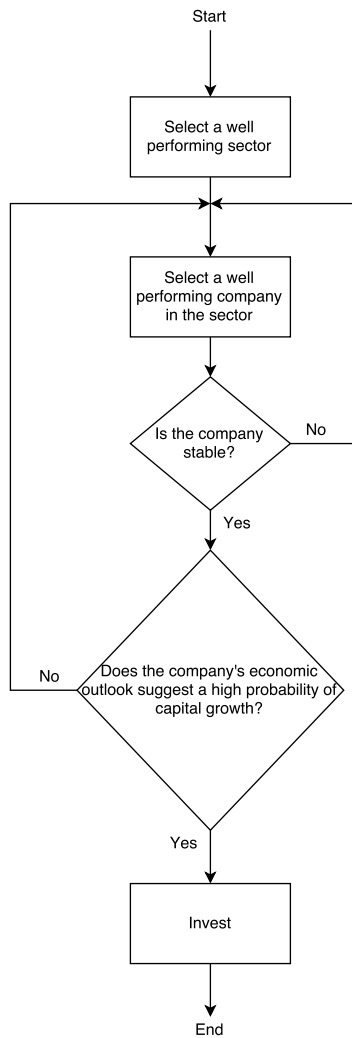 Start
Select a well
performing sector
Select a well
performing company
in the sector
Is the company
stable?
No
Yes
No
Does the company's economic
outlook suggest a high probability of
capital growth?
Yes
Invest
End